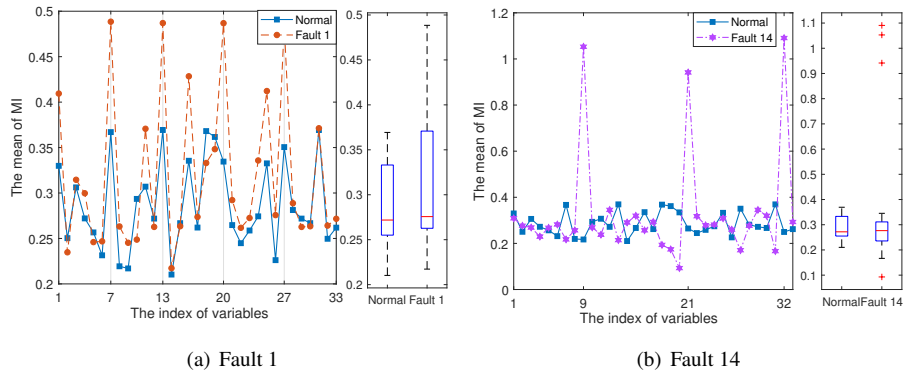 0.5
0.45
0.4
0.35
0.3
0.25
0.2
The mean of MI
Normal
Fault 1
1 7 13 20 27 33
The index of variables
0.5
0.45
0.4
0.35
0.3
0.25
0.2
Normal Fault 1
(a) Fault 1
1.2
1
0.8
0.6
0.4
0.2
0
The mean of MI
Normal
Fault 14
1 9 21 32
The index of variables
1.1
1
0.9
0.8
0.7
0.6
0.5
0.4
0.3
0.2
0.1
Normal Fault 14
(b) Fault 14